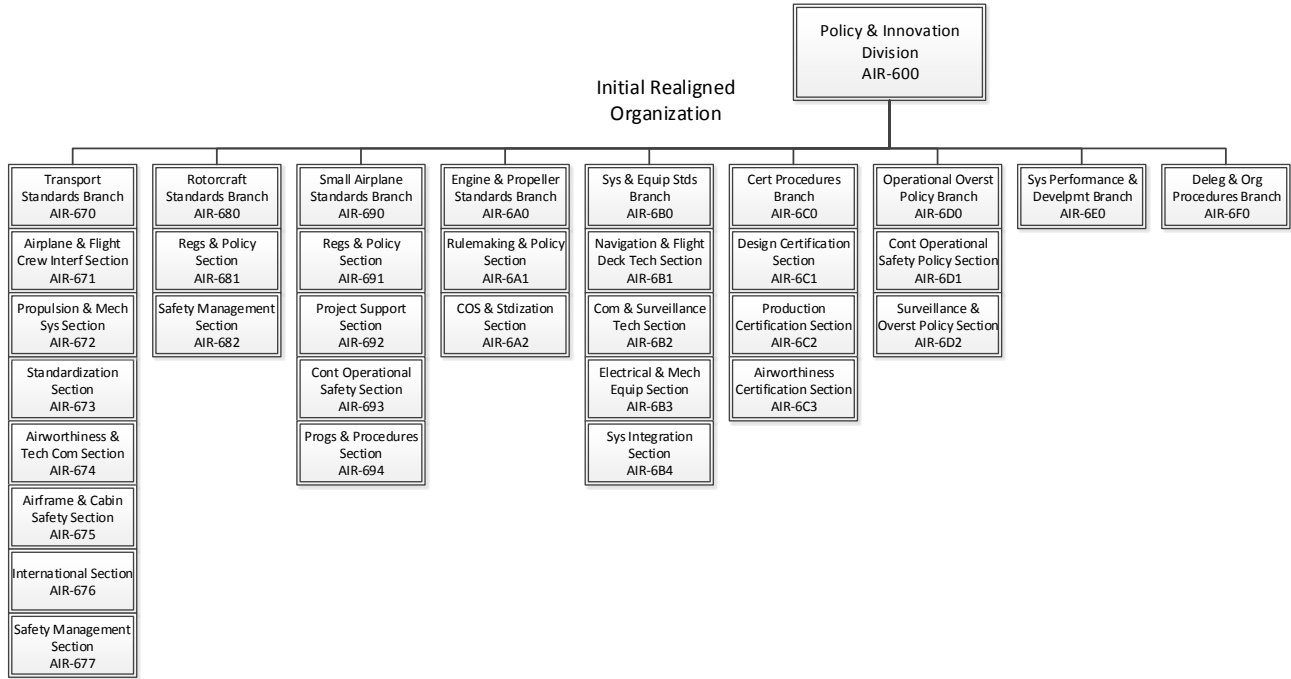 Policy & Innovation
Division
AIR-600
Initial Realigned
Organization
Transport
Standards Branch
AIR-670
Airplane & Flight
Crew Interf Section
AIR-671
Propulsion & Mech
Sys Section
AIR-672
Standardization
Section
AIR-673
Airworthiness &
Tech Com Section
AIR-674
Airframe & Cabin
Safety Section
AIR-675
International Section
AIR-676
Safety Management
Section
AIR-677
Rotorcraft
Standards Branch
AIR-680
Regs & Policy
Section
AIR-681
Safety Management
Section
AIR-682
Small Airplane
Standards Branch
AIR-690
Regs & Policy
Section
AIR-691
Project Support
Section
AIR-692
Cont Operational
Safety Section
AIR-693
Progs & Procedures
Section
AIR-694
Engine & Propeller
Standards Branch
AIR-6A0
Rulemaking & Policy
Section
AIR-6A1
COS & Stdization
Section
AIR-6A2
Sys & Equip Stds
Branch
AIR-6B0
Navigation & Flight
Deck Tech Section
AIR-6B1
Com & Surveillance
Tech Section
AIR-6B2
Electrical & Mech
Equip Section
AIR-6B3
Sys Integration
Section
AIR-6B4
Cert Procedures
Branch
AIR-6C0
Design Certification
Section
AIR-6C1
Production
Certification Section
AIR-6C2
Airworthiness
Certification Section
AIR-6C3
Operational Overst
Policy Branch
AIR-6D0
Cont Operational
Safety Policy Section
AIR-6D1
Surveillance &
Overst Policy Section
AIR-6D2
Sys Performance &
Develpmt Branch
AIR-6E0
Deleg & Org
Procedures Branch
AIR-6F0